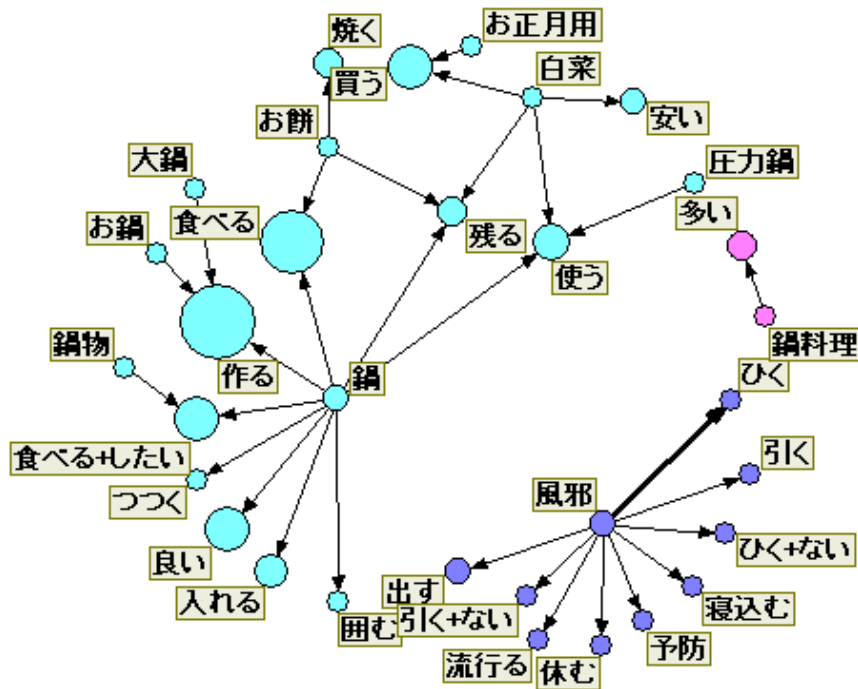 焼く
お正月用
買う
白菜
安い
お餅
大鍋
圧力鍋
食べる
多い
お鍋
残る
使う
鍋物
作る
鍋
鍋料理
ひく
食べる+したい
引く
つつく
風邪
良い
ひく+ない
入れる
出す
寝込む
囲む
引く+ない
予防
流行る
休む